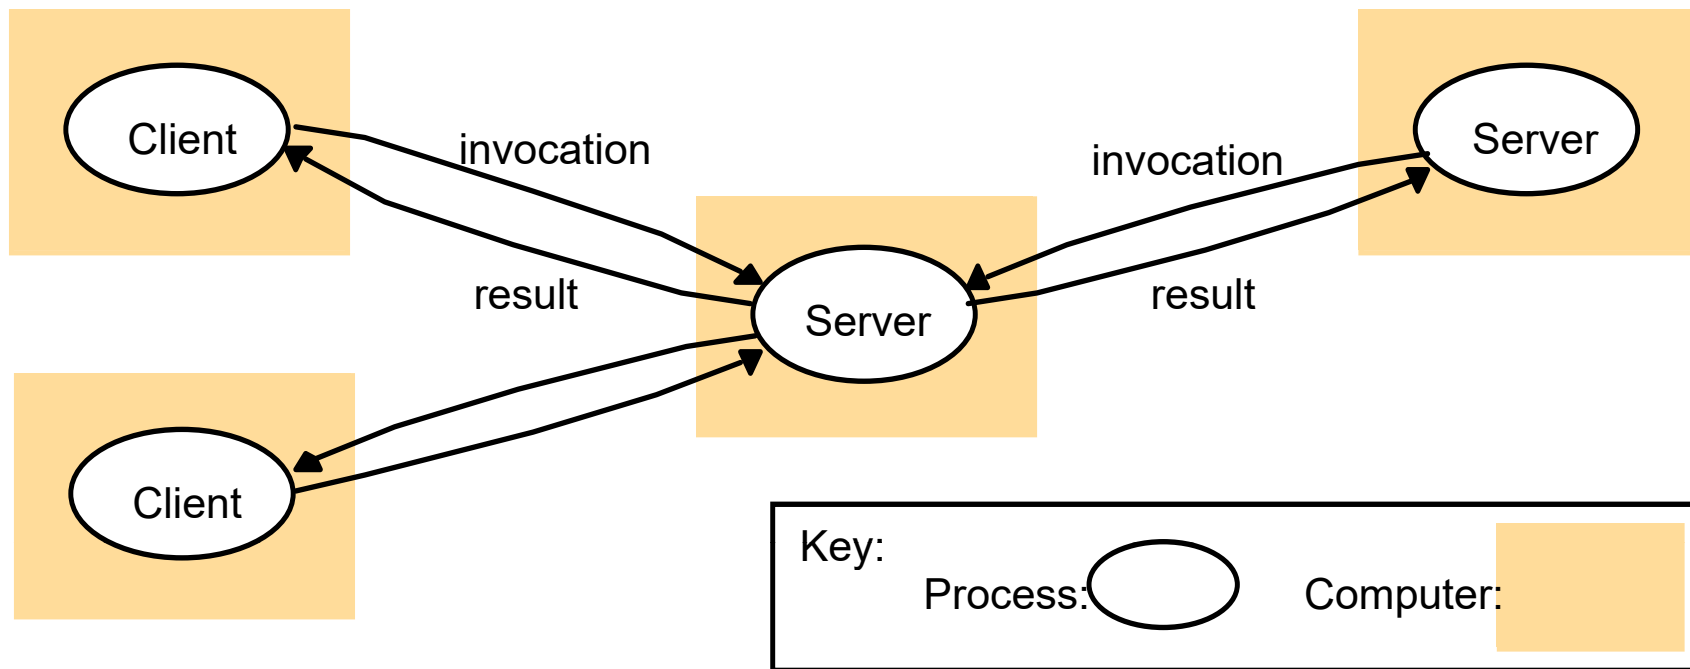 Client
invocation
result
Server
invocation
result
Server
Client
Key:
Process:
Computer: